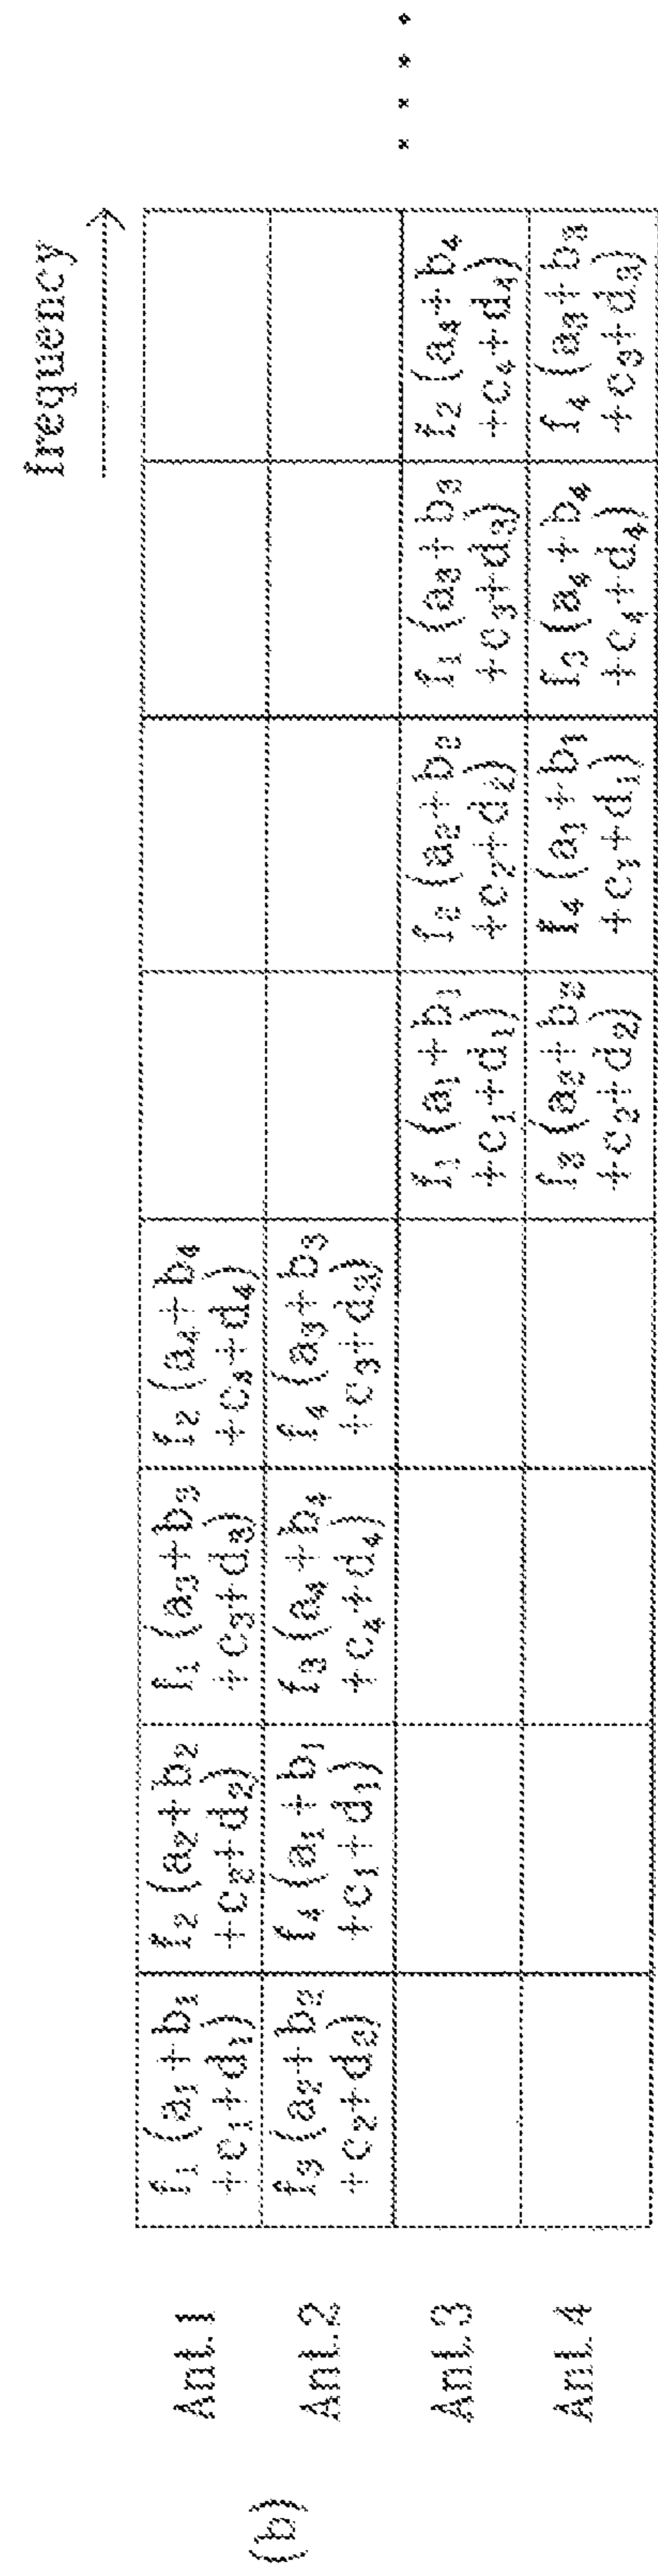 frequency
(b)
Ant.1
f₁ (a₁+b₁
+c₁+d₁)
f₂ (a₂+b₂
+c₂+d₂)
f₁ (a₃+b₃
+c₃+d₃)
f₂ (a₄+b₄
+c₄+d₄)
Ant.2
f₃ (a₂+b₂
+c₂+d₂)
f₄ (a₁+b₁
+c₁+d₁)
f₃ (a₄+b₄
+c₄+d₄)
f₄ (a₃+b₃
+c₃+d₃)
Ant.3
f₁ (a₁+b₁
+c₁+d₁)
f₂ (a₂+b₂
+c₂+d₂)
f₁ (a₃+b₃
+c₃+d₃)
f₂ (a₄+b₄
+c₄+d₄)
....
Ant.4
f₃ (a₂+b₂
+c₂+d₂)
f₄ (a₁+b₁
+c₁+d₁)
f₃ (a₄+b₄
+c₄+d₄)
f₄ (a₃+b₃
+c₃+d₃)